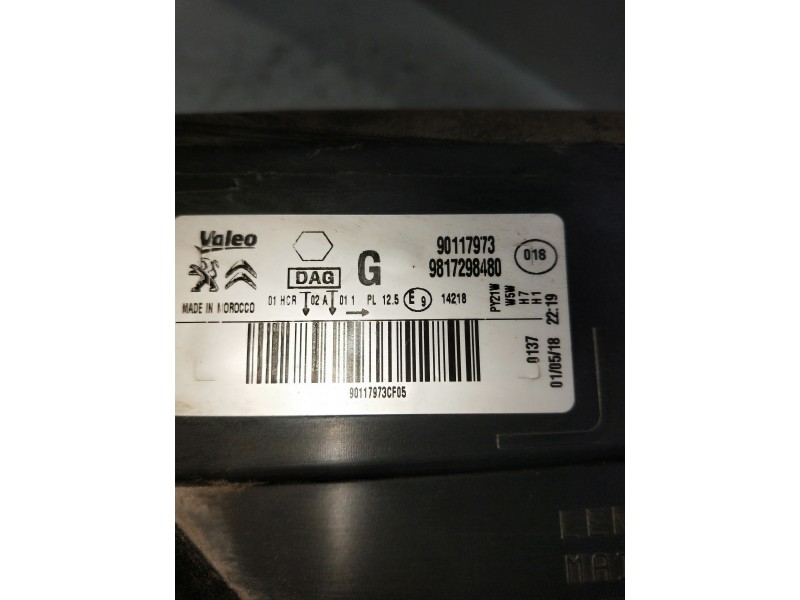 Valeo
90117973
018
DAG
G
9817298480
MADE IN MOROCCO
01 HCR 02 A 01 1 PL 12.5 E 9 14218
PY21W
W5W
H7
H1
22:19
0137
01/05/18
90117973CF05